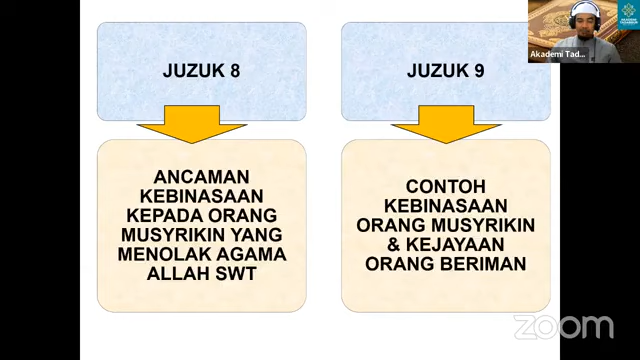 JUZUK 8
ANCAMAN
KEBINASAAN
KEPADA ORANG
MUSYRIKIN YANG
MENOLAK AGAMA
ALLAH SWT
JUZUK 9
CONTOH
KEBINASAAN
ORANG MUSYRIKIN
& KEJAYAAN
ORANG BERIMAN
Akademi Tad...
zoom